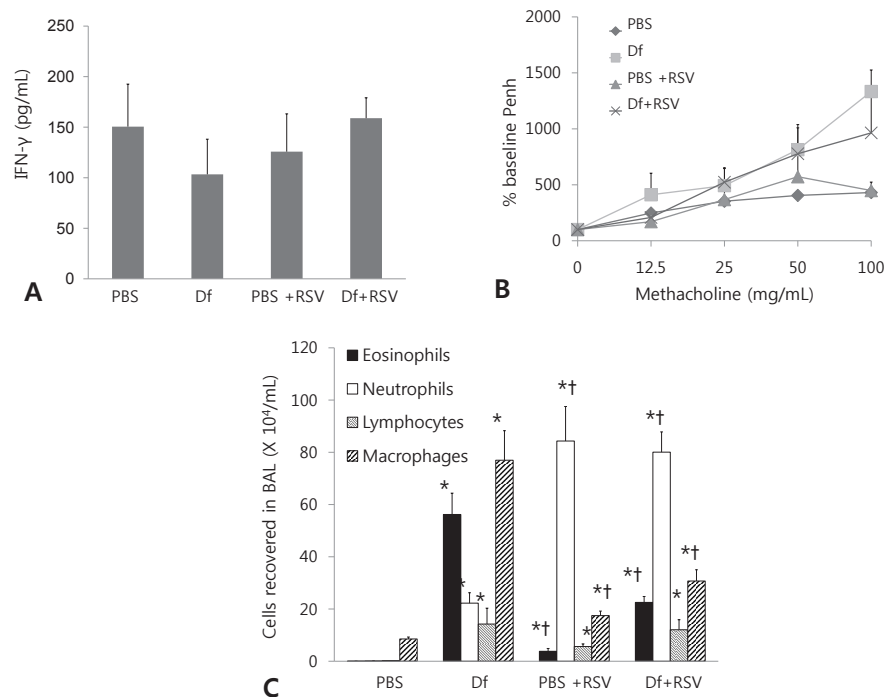 250
200
150
100
50
0
IFN-γ (pg/mL)
PBS
Df
PBS +RSV
Df+RSV
A
2000
1500
1000
500
0
% baseline Penh
PBS
Df
PBS +RSV
Df+RSV
0
12.5
25
50
100
Methacholine (mg/mL)
B
120
100
80
60
40
20
0
Cells recovered in BAL (X 10⁴/mL)
Eosinophils
Neutrophils
Lymphocytes
Macrophages
*
*
*
*
*†
*†
*
*†
*†
*†
*
*†
PBS
Df
PBS +RSV
Df+RSV
C